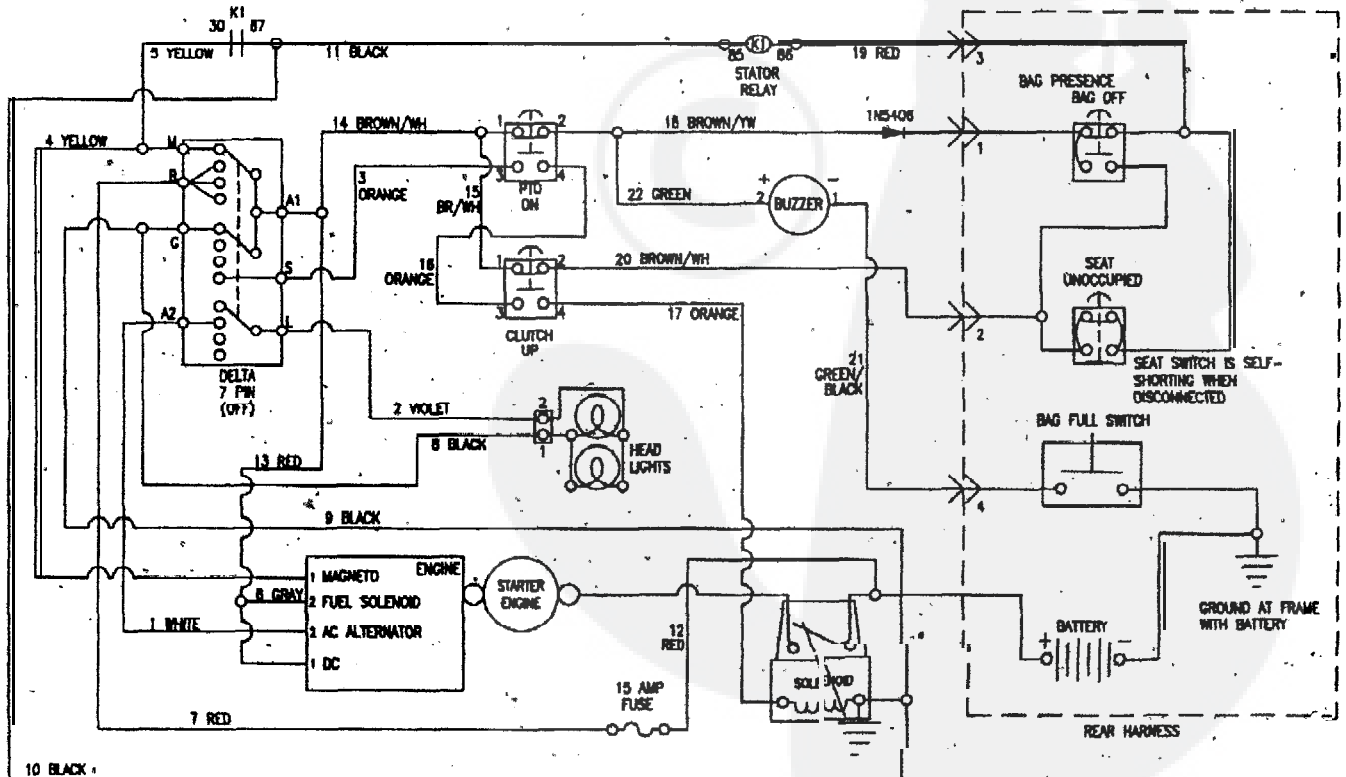 K1
30 87
5 YELLOW
11 BLACK
85 K1 86
STATOR
RELAY
19 RED
3
BAG PRESENCE
BAG OFF
4 YELLOW
M
14 BROWN/WH
1 2
18 BROWN/YW
1N5406
1
B
3
ORANGE
3 4
PTO
ON
A1
15
BR/WH
22 GREEN
+ −
2 BUZZER 1
G
S
16
ORANGE
1 2
20 BROWN/WH
SEAT
UNOCCUPIED
A2
L
3 4
17 ORANGE
2
CLUTCH
UP
DELTA
7 PIN
(OFF)
21
GREEN/
BLACK
SEAT SWITCH IS SELF-
SHORTING WHEN
DISCONNECTED
2 VIOLET
2
8 BLACK
1
HEAD
LIGHTS
BAG FULL SWITCH
13 RED
4
9 BLACK
ENGINE
1 MAGNETO
6 GRAY
2 FUEL SOLENOID
1 WHITE
2 AC ALTERNATOR
1 DC
STARTER
ENGINE
12
RED
GROUND AT FRAME
WITH BATTERY
BATTERY
+ −
SOLENOID
15 AMP
FUSE
7 RED
REAR HARNESS
10 BLACK